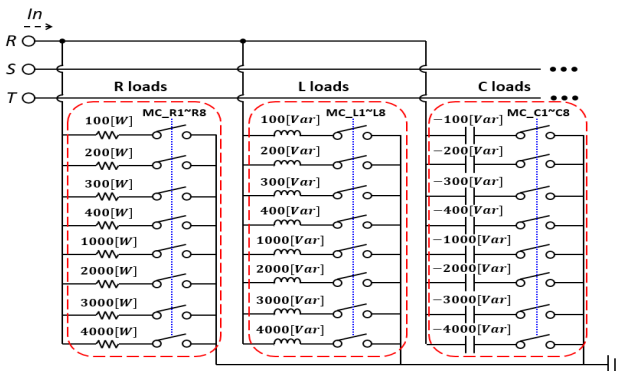 In
R
S
T
R loads
L loads
C loads
MC_R1~R8
MC_L1~L8
MC_C1~C8
100[W]
200[W]
300[W]
400[W]
1000[W]
2000[W]
3000[W]
4000[W]
100[Var]
200[Var]
300[Var]
400[Var]
1000[Var]
2000[Var]
3000[Var]
4000[Var]
−100[Var]
−200[Var]
−300[Var]
−400[Var]
−1000[Var]
−2000[Var]
−3000[Var]
−4000[Var]